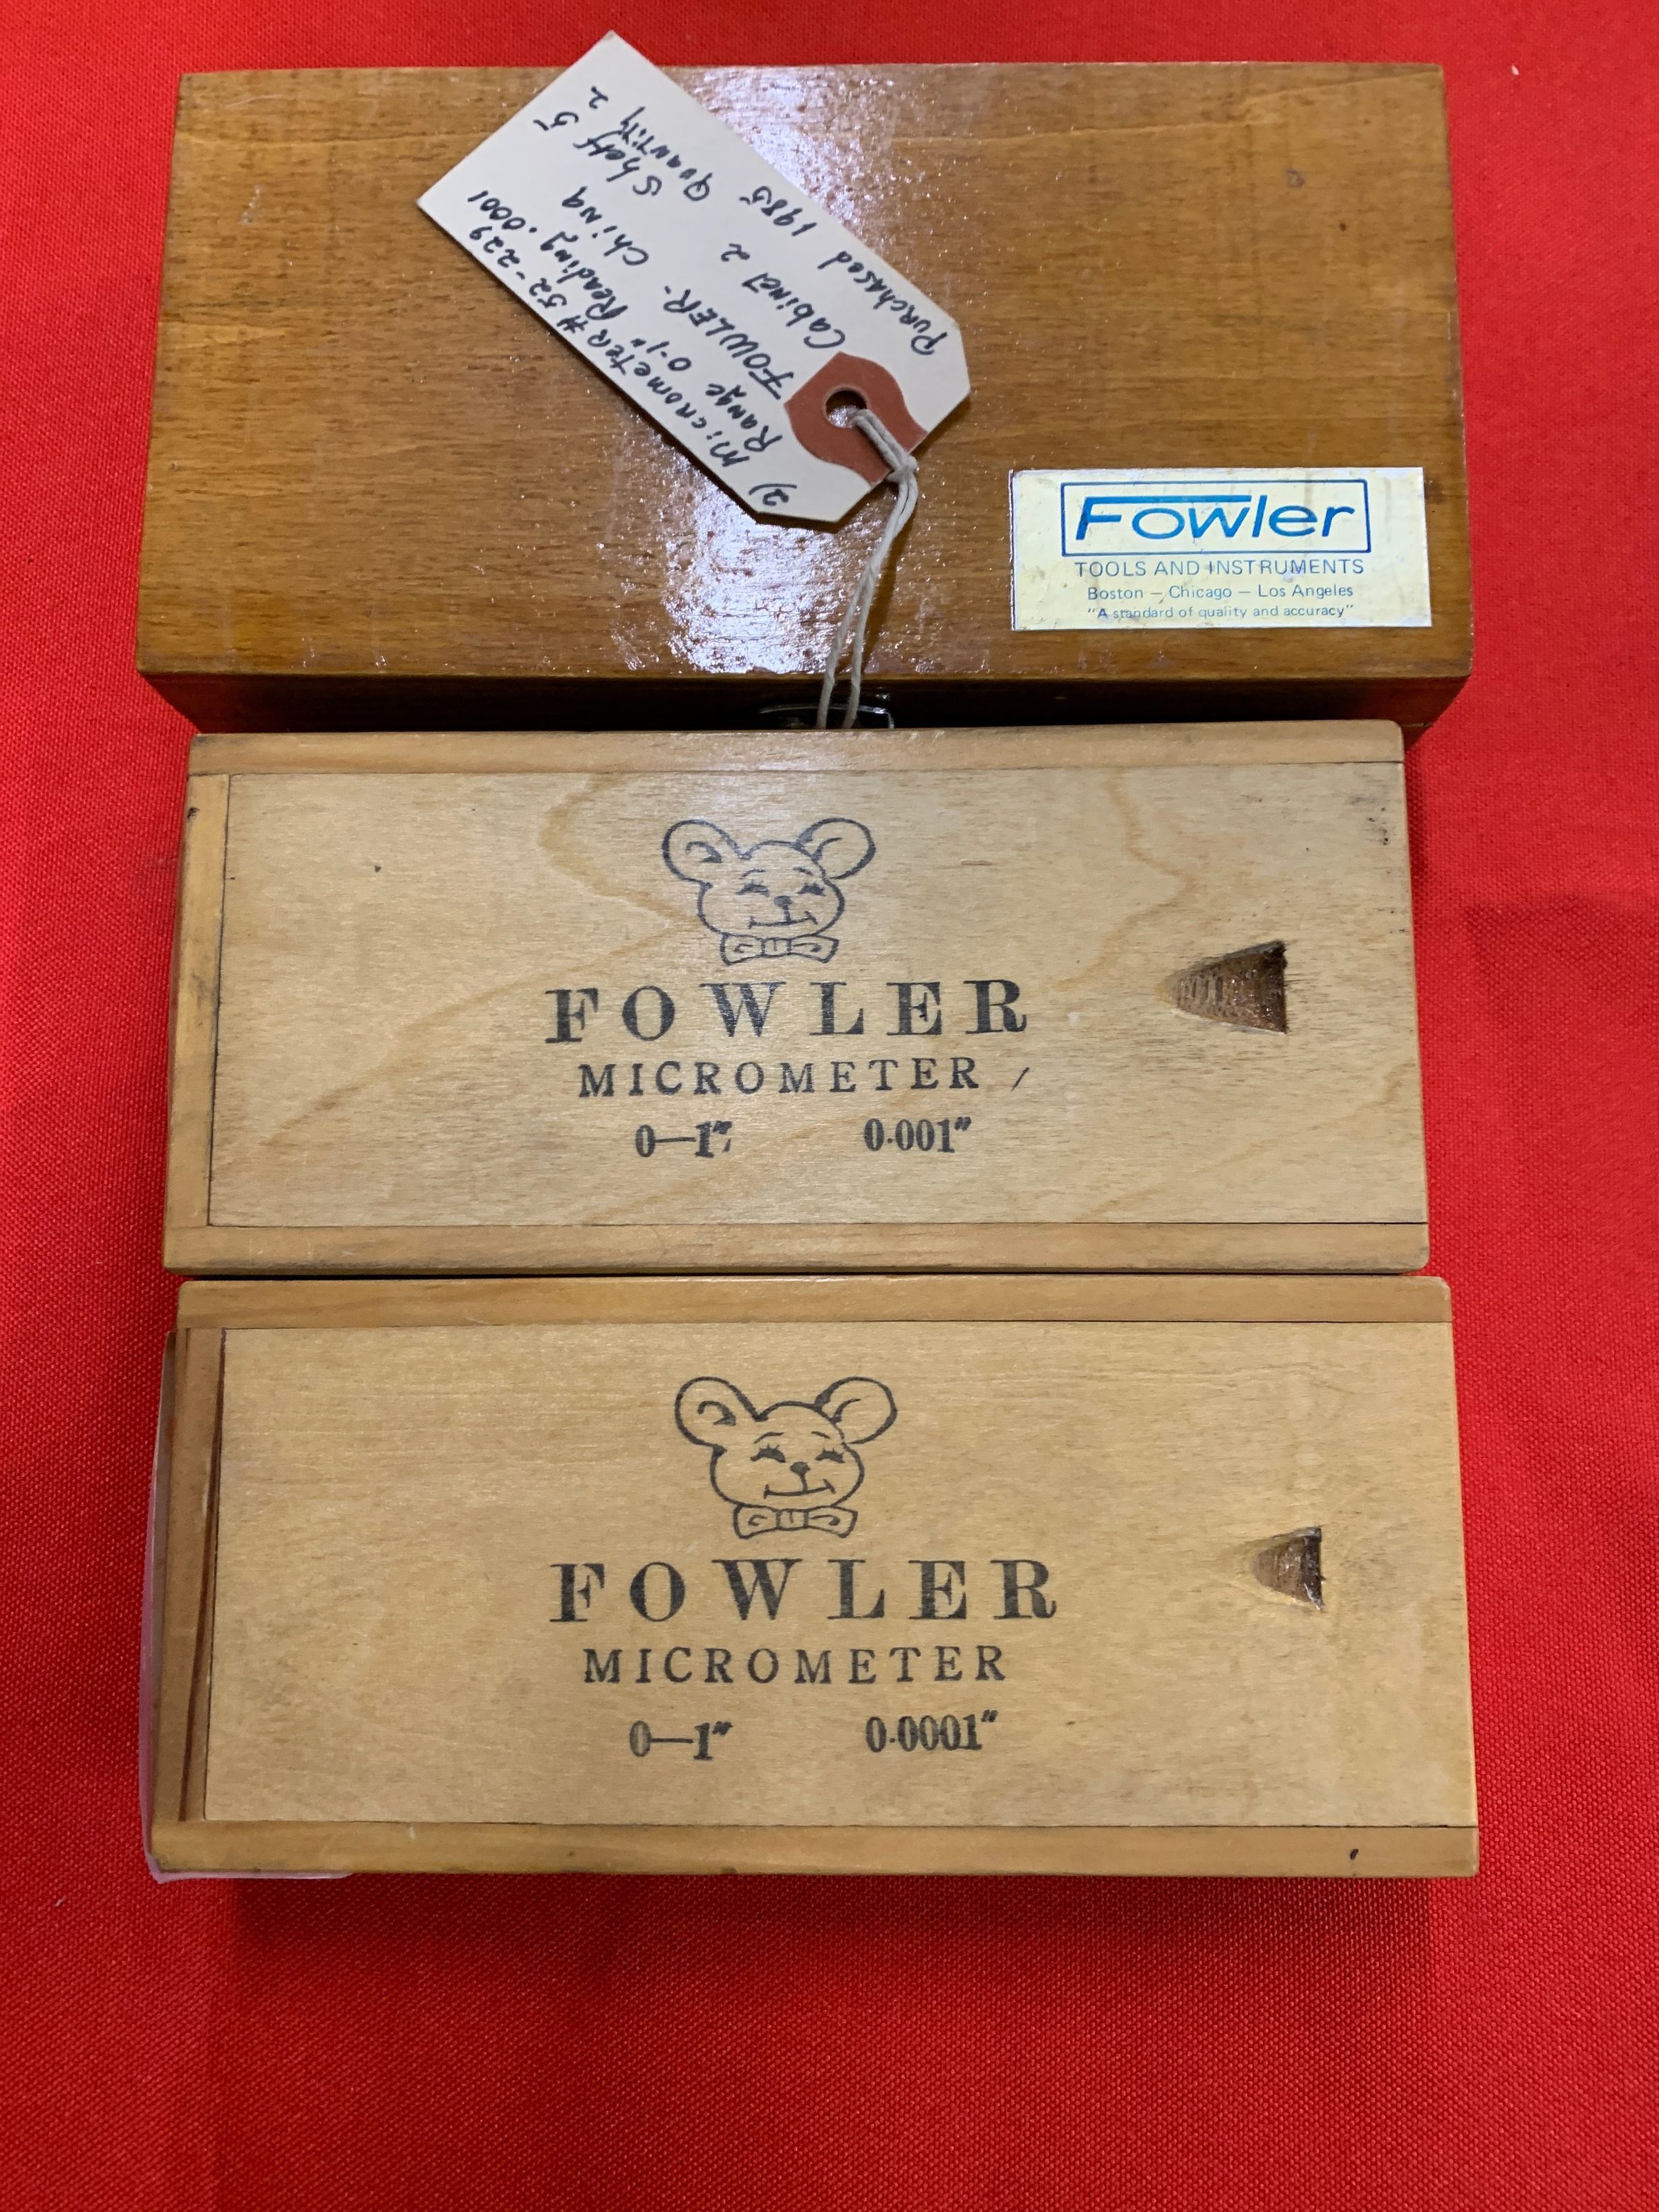 2) Micrometer # 52-229
Range 0-1" Reading .0001
FOWLER - China
Cabinet 2 Shelf 5
Purchased 1985 Quantity 2
Fowler
TOOLS AND INSTRUMENTS
Boston — Chicago — Los Angeles
"A standard of quality and accuracy"
FOWLER
MICROMETER
0—1" 0·001"
FOWLER
MICROMETER
0—1" 0·0001"